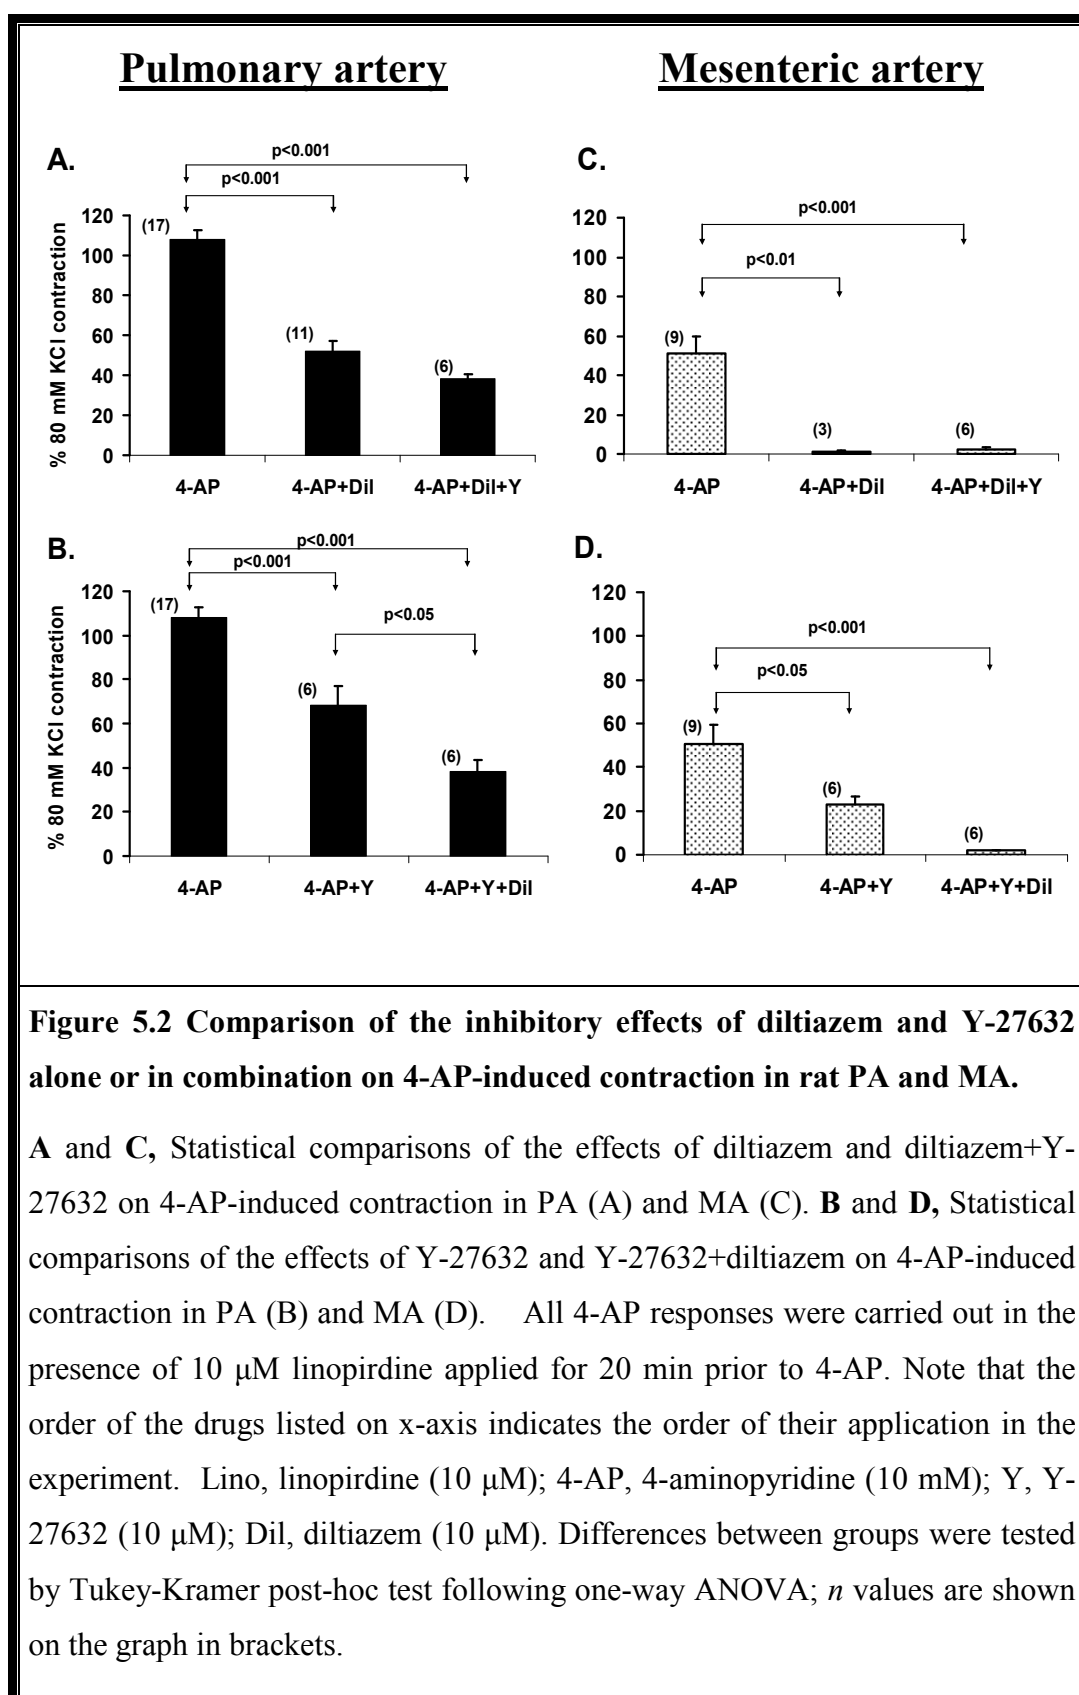 Pulmonary artery
Mesenteric artery
A.
p<0.001
p<0.001
% 80 mM KCl contraction
120
100
80
60
40
20
0
(17)
(11)
(6)
4-AP
4-AP+Dil
4-AP+Dil+Y
C.
p<0.001
p<0.01
120
100
80
60
40
20
0
(9)
(3)
(6)
4-AP
4-AP+Dil
4-AP+Dil+Y
B.
p<0.001
p<0.001
p<0.05
% 80 mM KCl contraction
120
100
80
60
40
20
0
(17)
(6)
(6)
4-AP
4-AP+Y
4-AP+Y+Dil
D.
p<0.001
p<0.05
120
100
80
60
40
20
0
(9)
(6)
(6)
4-AP
4-AP+Y
4-AP+Y+Dil
Figure 5.2 Comparison of the inhibitory effects of diltiazem and Y-27632
alone or in combination on 4-AP-induced contraction in rat PA and MA.
A and C, Statistical comparisons of the effects of diltiazem and diltiazem+Y-
27632 on 4-AP-induced contraction in PA (A) and MA (C). B and D, Statistical
comparisons of the effects of Y-27632 and Y-27632+diltiazem on 4-AP-induced
contraction in PA (B) and MA (D). All 4-AP responses were carried out in the
presence of 10 μM linopirdine applied for 20 min prior to 4-AP. Note that the
order of the drugs listed on x-axis indicates the order of their application in the
experiment. Lino, linopirdine (10 μM); 4-AP, 4-aminopyridine (10 mM); Y, Y-
27632 (10 μM); Dil, diltiazem (10 μM). Differences between groups were tested
by Tukey-Kramer post-hoc test following one-way ANOVA; n values are shown
on the graph in brackets.